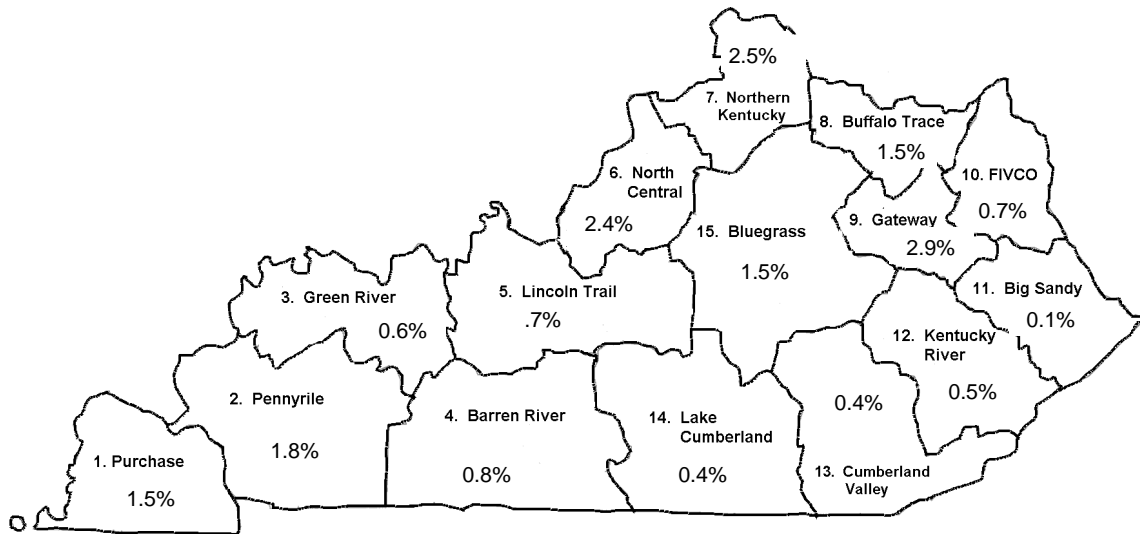 2.5%
7. Northern
Kentucky
8. Buffalo Trace
1.5%
6. North
Central
2.4%
10. FIVCO
0.7%
9. Gateway
2.9%
15. Bluegrass
1.5%
3. Green River
0.6%
5. Lincoln Trail
.7%
11. Big Sandy
0.1%
12. Kentucky
River
0.5%
2. Pennyrile
1.8%
4. Barren River
0.8%
14. Lake
Cumberland
0.4%
0.4%
13. Cumberland
Valley
1. Purchase
1.5%